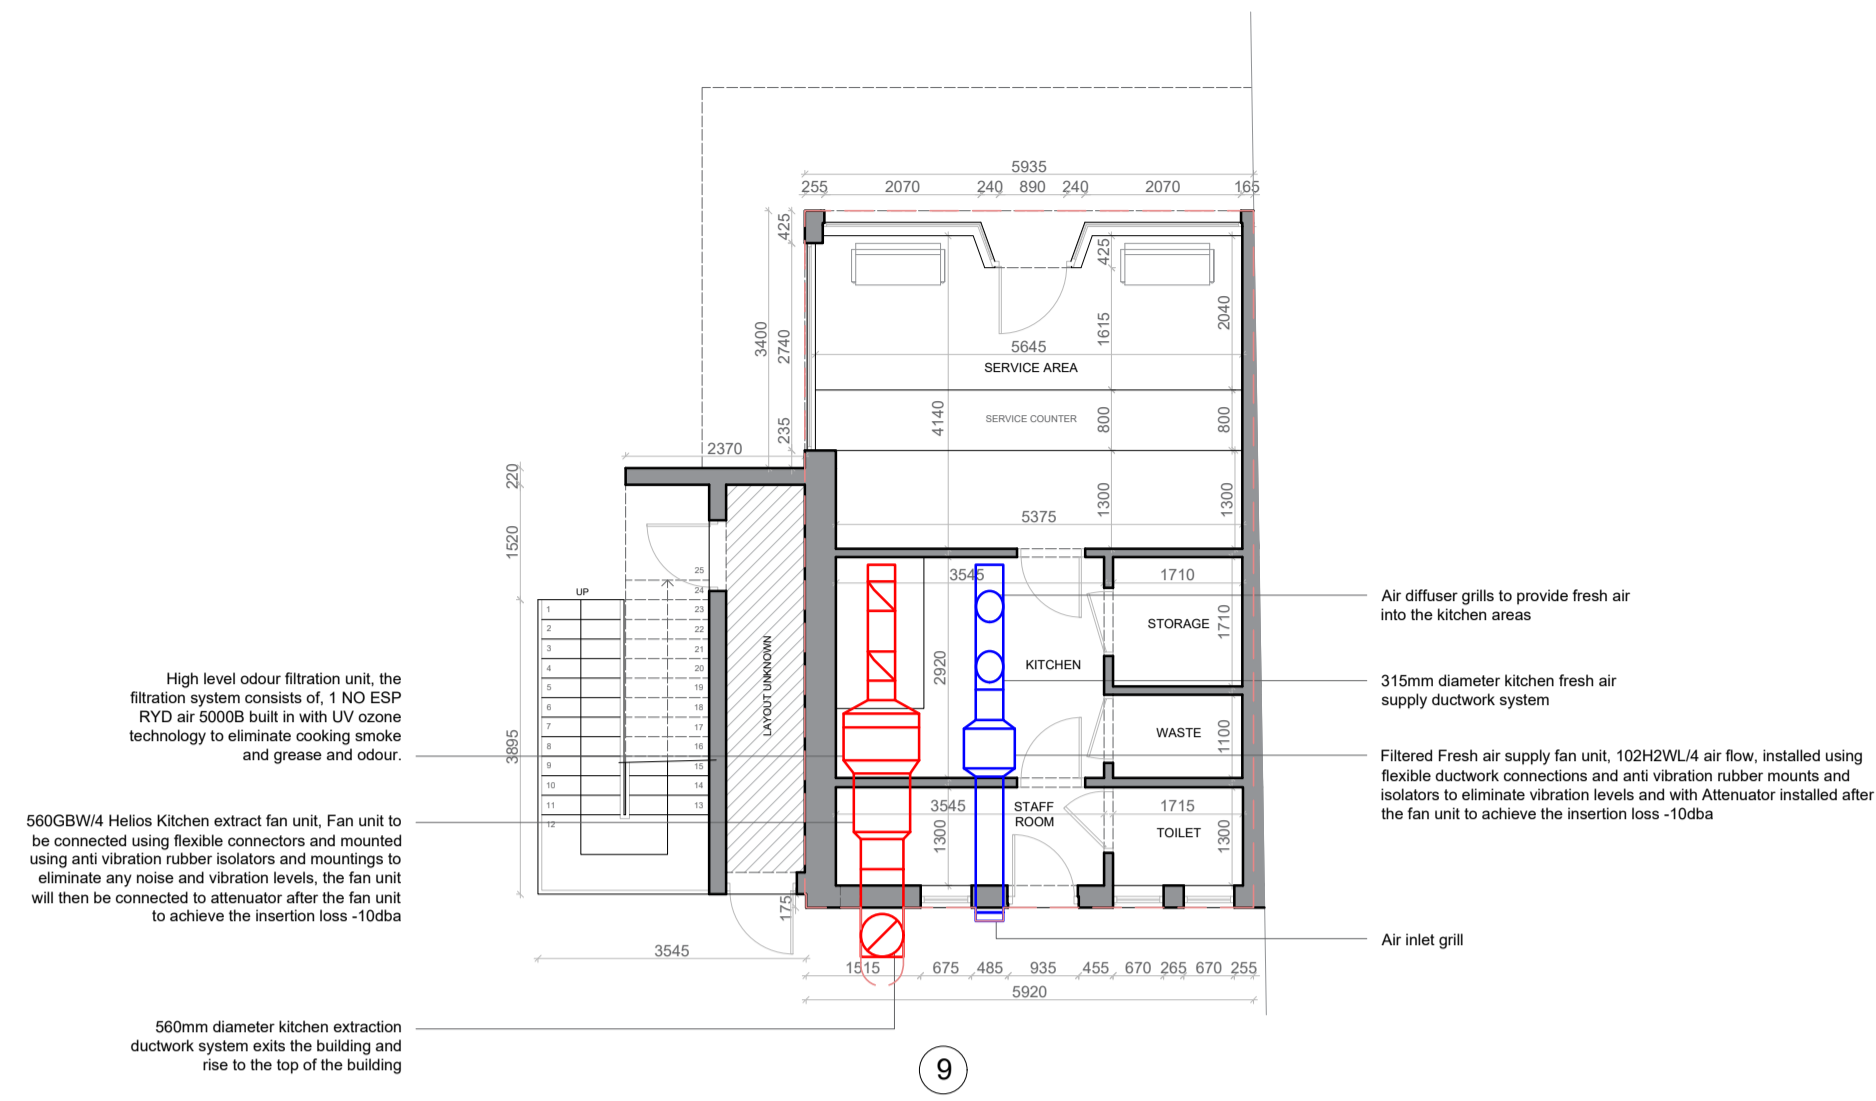 5935
255 2070 240 890 240 2070 165
425
3400
2740
235
425
1615
2040
5645
SERVICE AREA
4140
SERVICE COUNTER
800
800
2370
220
1520
3895
1300
1300
5375
3545
1710
STORAGE
1710
KITCHEN
2920
WASTE
1100
3545
STAFF
ROOM
1300
1715
TOILET
1300
LAYOUT UNKNOWN
UP
1
2
3
4
5
6
7
8
9
10
11
12
25
24
23
22
21
20
19
18
17
16
15
14
13
175
3545
1515 675 485 935 455 670 265 670 255
5920
High level odour filtration unit, the
filtration system consists of, 1 NO ESP
RYD air 5000B built in with UV ozone
technology to eliminate cooking smoke
and grease and odour.
560GBW/4 Helios Kitchen extract fan unit, Fan unit to
be connected using flexible connectors and mounted
using anti vibration rubber isolators and mountings to
eliminate any noise and vibration levels, the fan unit
will then be connected to attenuator after the fan unit
to achieve the insertion loss -10dba
560mm diameter kitchen extraction
ductwork system exits the building and
rise to the top of the building
Air diffuser grills to provide fresh air
into the kitchen areas
315mm diameter kitchen fresh air
supply ductwork system
Filtered Fresh air supply fan unit, 102H2WL/4 air flow, installed using
flexible ductwork connections and anti vibration rubber mounts and
isolators to eliminate vibration levels and with Attenuator installed after
the fan unit to achieve the insertion loss -10dba
Air inlet grill
9